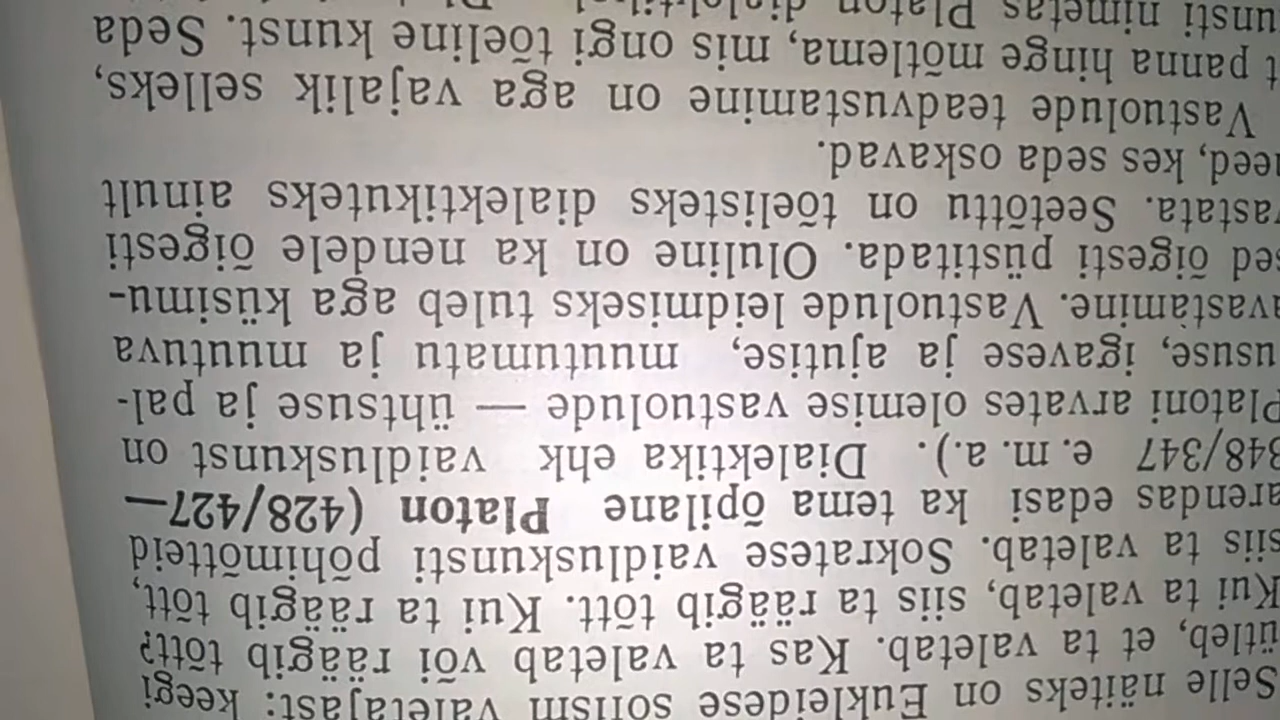 Selle näiteks on Eukleidese sofism valetajast: keegi
ütleb, et ta valetab. Kas ta valetab või räägib tõtt?
Kui ta valetab, siis ta räägib tõtt. Kui ta räägib tõtt,
siis ta valetab. Sokratese vaidluskunsti põhimõtteid
arendas edasi ka tema õpilane Platon (428/427—
348/347 e. m. a.). Dialektika ehk vaidluskunst on
Platoni arvates olemise vastuolude — ühtsuse ja pal-
ususe, igavese ja ajutise, muutumatu ja muutuva
avastamine. Vastuolude leidmiseks tuleb aga küsimu-
sed õigesti püstitada. Oluline on ka nendele õigesti
vastata. Seetõttu on tõelisteks dialektikuteks ainult
need, kes seda oskavad.
Vastuolude teadvustamine on aga vajalik selleks,
t panna hinge mõtlema, mis ongi tõeline kunst. Seda
unsti nimetas Platon